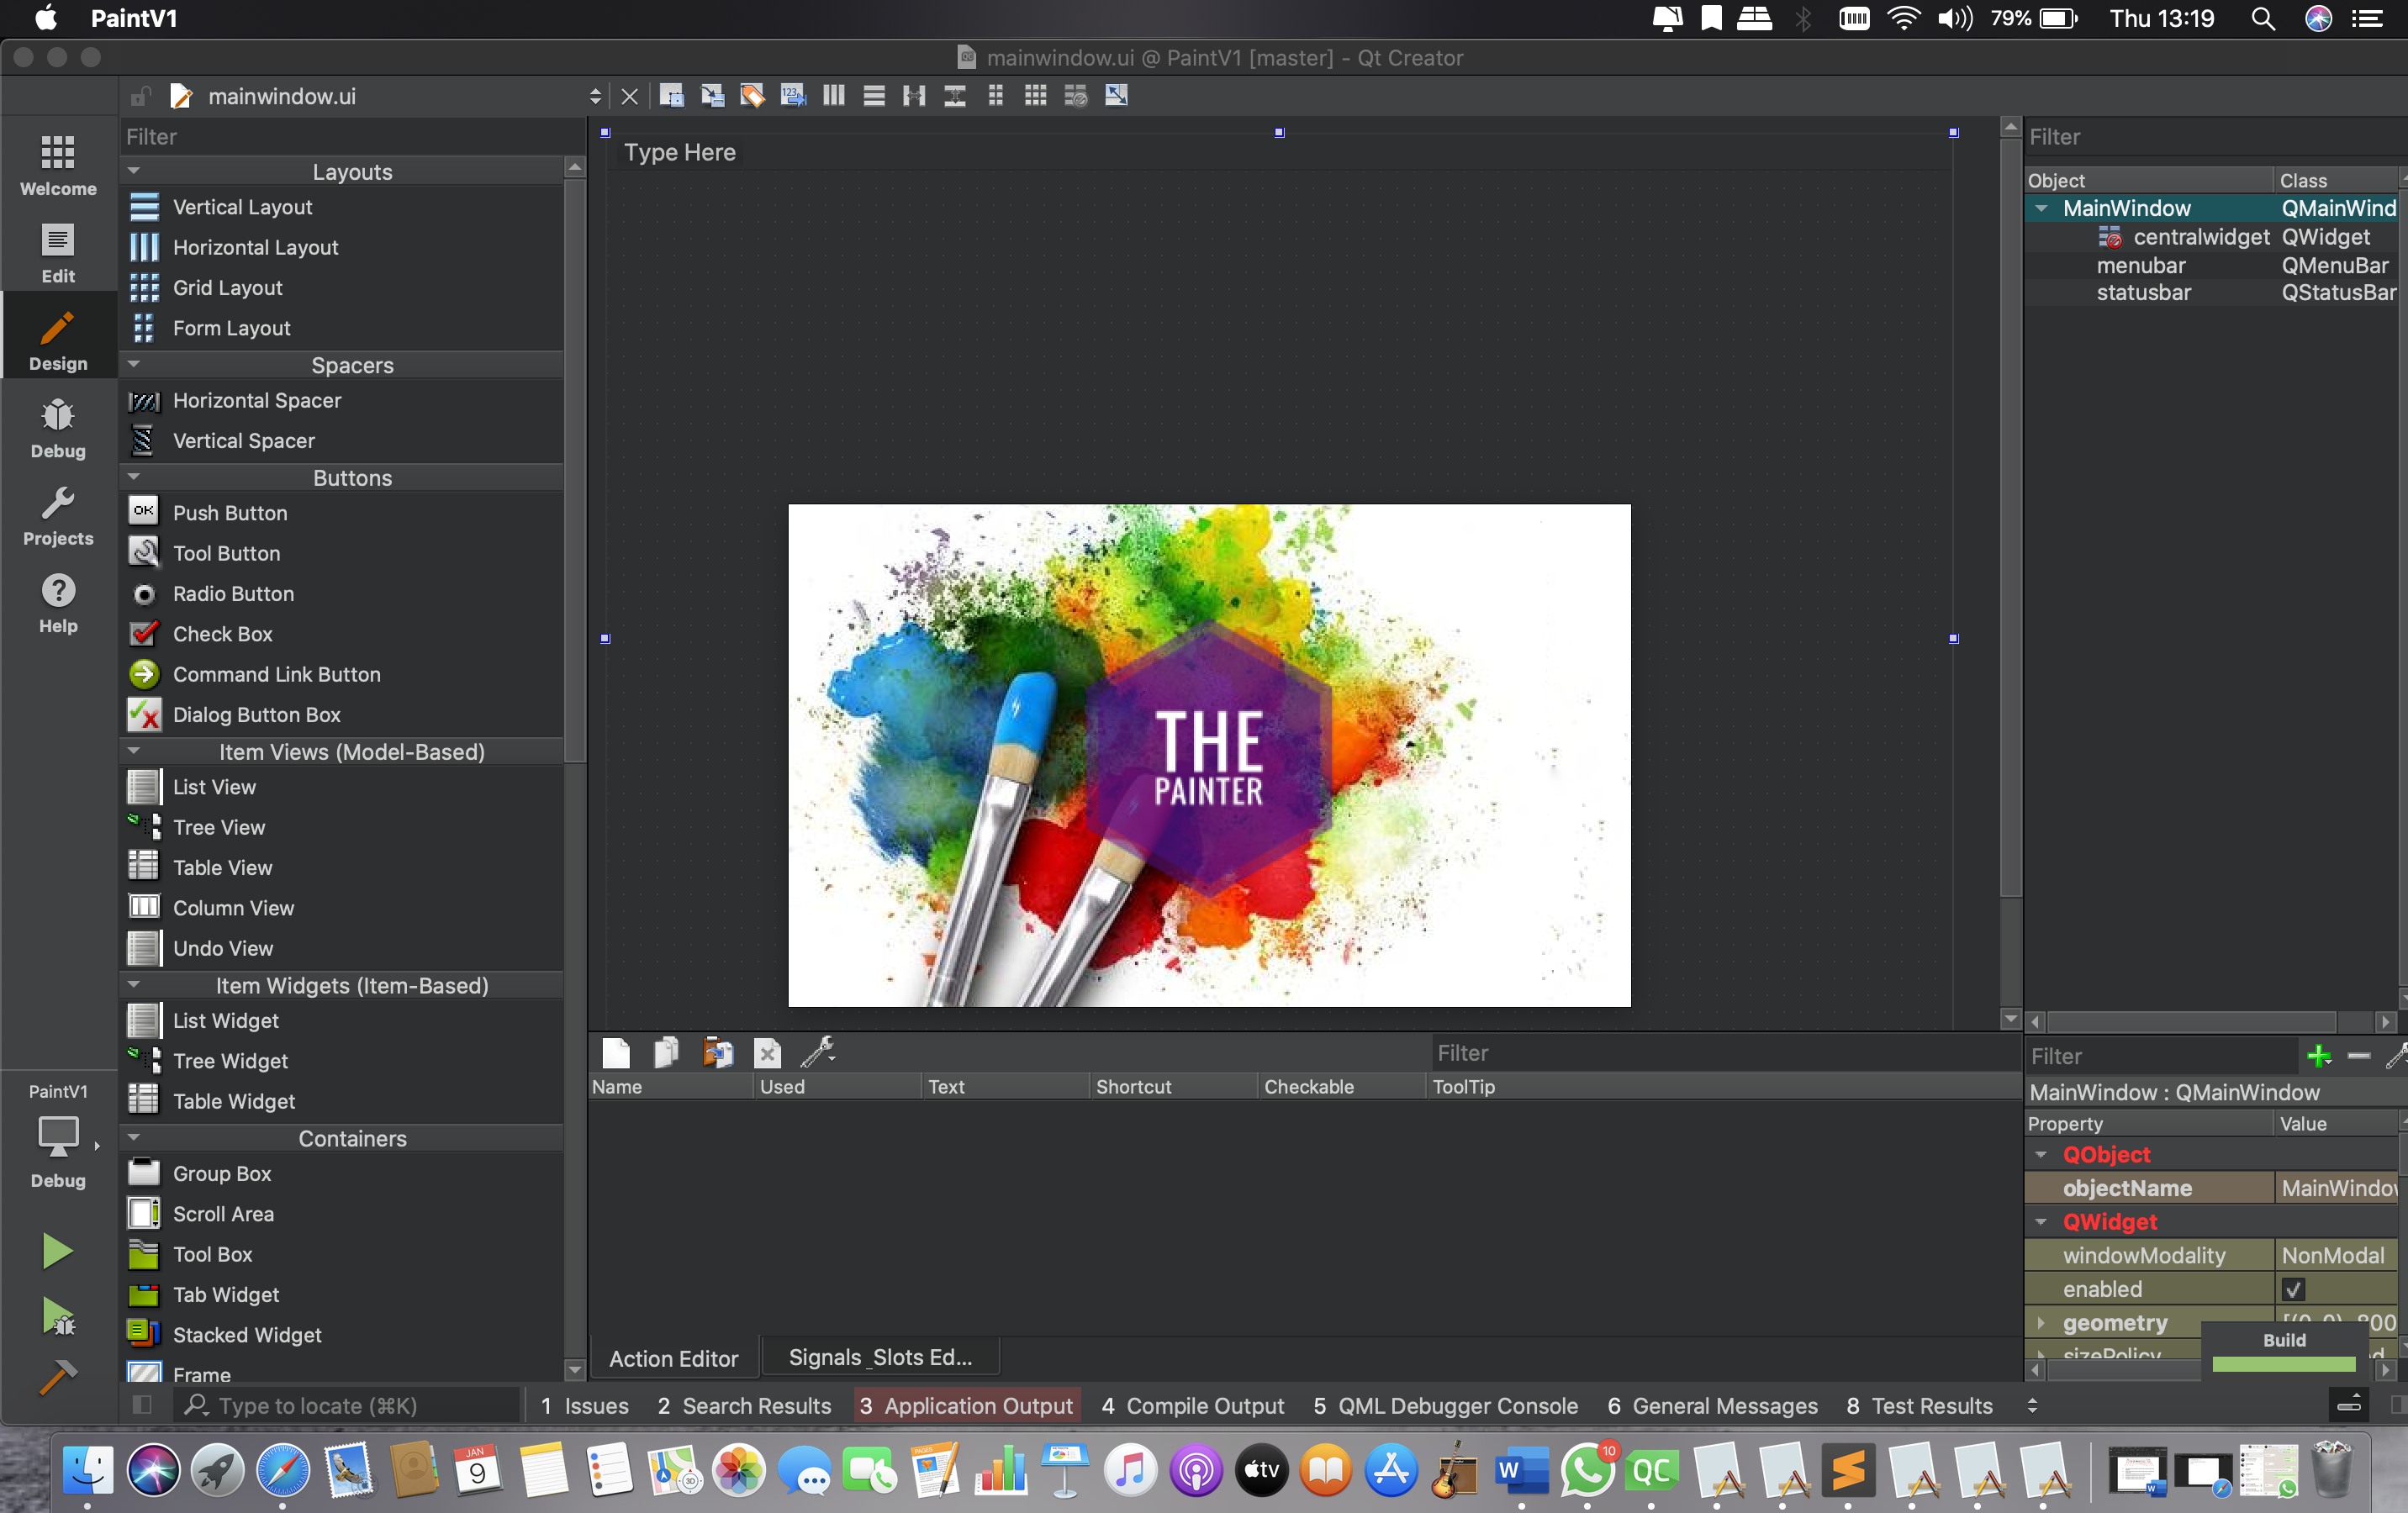 PaintV1
79%
Thu 13:19
mainwindow.ui @ PaintV1 [master] - Qt Creator
mainwindow.ui
Filter
Layouts
Vertical Layout
Horizontal Layout
Grid Layout
Form Layout
Spacers
Horizontal Spacer
Vertical Spacer
Buttons
OK
Push Button
Tool Button
Radio Button
Check Box
Command Link Button
Dialog Button Box
Item Views (Model-Based)
List View
Tree View
Table View
Column View
Undo View
Item Widgets (Item-Based)
List Widget
Tree Widget
Table Widget
Containers
Group Box
Scroll Area
Tool Box
Tab Widget
Stacked Widget
Frame
Welcome
Edit
Design
Debug
Projects
Help
PaintV1
Debug
Type Here
THE
PAINTER
Filter
Name Used Text Shortcut Checkable ToolTip
Action Editor
Signals _Slots Ed...
Filter
Object Class
MainWindow QMainWind
centralwidget QWidget
menubar QMenuBar
statusbar QStatusBar
Filter
MainWindow : QMainWindow
Property Value
QObject
objectName MainWindow
QWidget
windowModality NonModal
enabled
geometry [(0, 0), 800
sizePolicy
Build
Type to locate (⌘K)
1 Issues
2 Search Results
3 Application Output
4 Compile Output
5 QML Debugger Console
6 General Messages
8 Test Results
JAN
9
PAGES
tv
W
10
QC